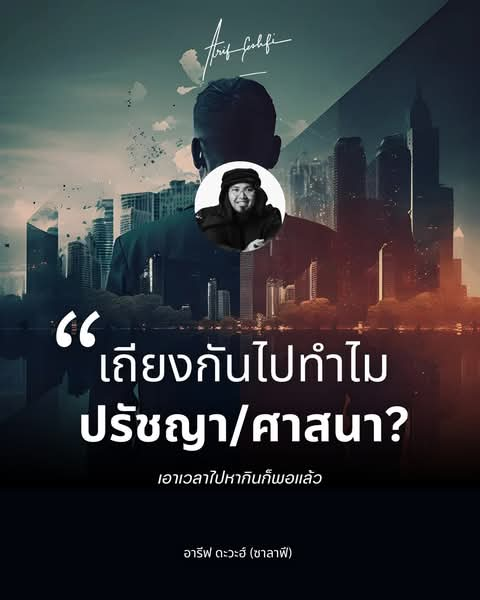 “
เถียงกันไปทำไม
ปรัชญา/ศาสนา?
เอาเวลาไปหากินก็พอแล้ว
อารีฟ ดะวะฮ์ (ซาลาฟี)